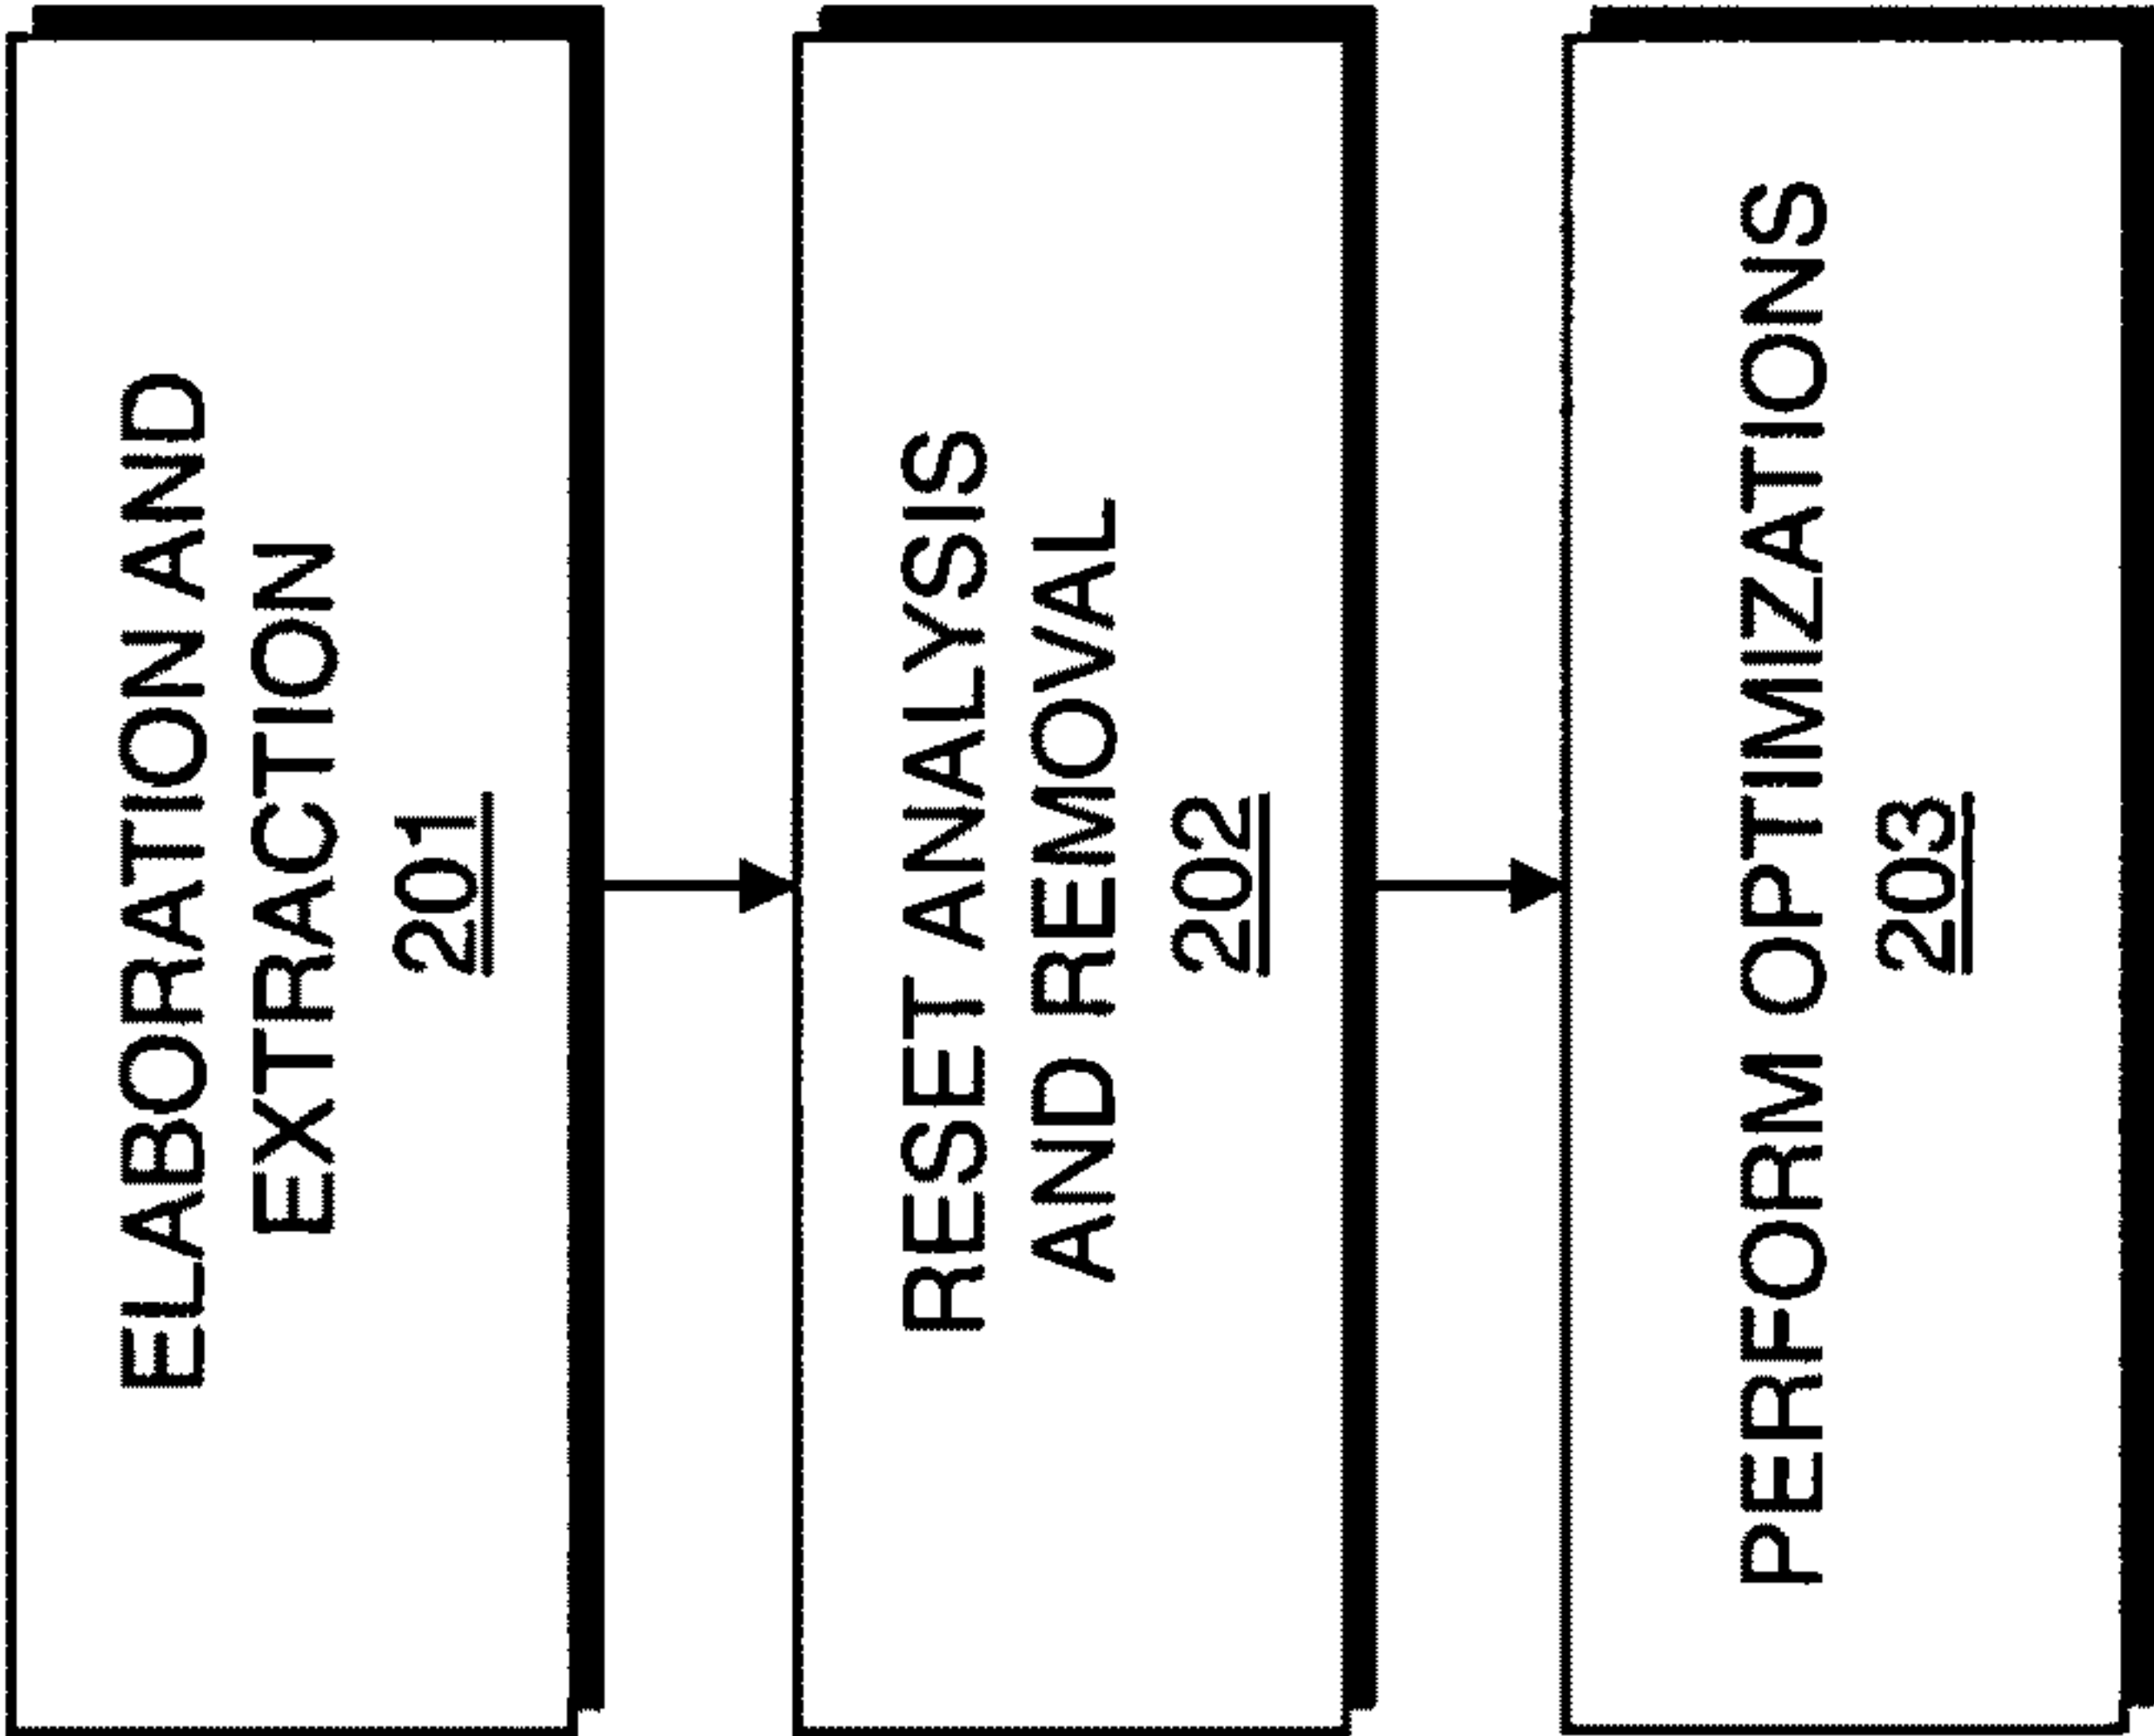 ELABORATION AND
EXTRACTION
201
RESET ANALYSIS
AND REMOVAL
202
PERFORM OPTIMIZATIONS
203